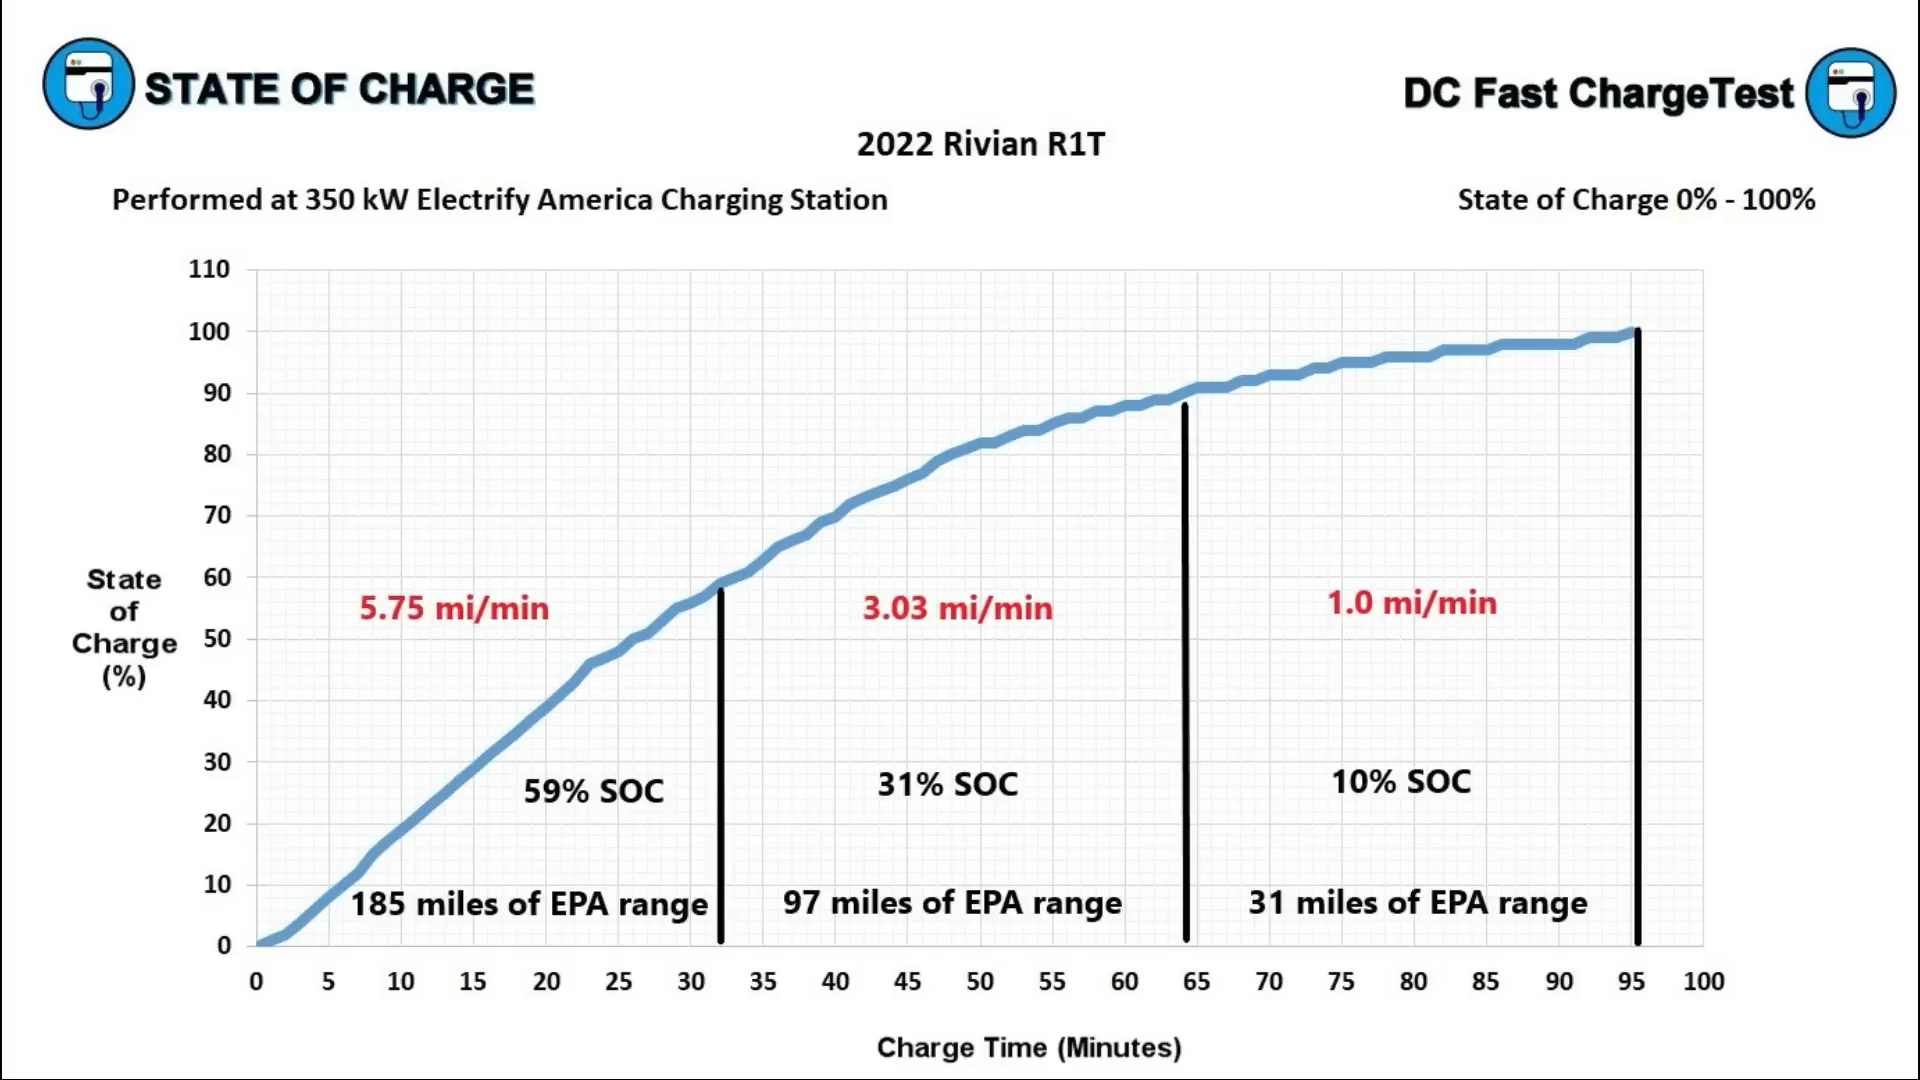 STATE OF CHARGE
DC Fast ChargeTest
2022 Rivian R1T
Performed at 350 kW Electrify America Charging Station
State of Charge 0% - 100%
110
100
90
80
70
60
50
40
30
20
10
0
State
of
Charge
(%)
5.75 mi/min
3.03 mi/min
1.0 mi/min
59% SOC
31% SOC
10% SOC
185 miles of EPA range
97 miles of EPA range
31 miles of EPA range
0 5 10 15 20 25 30 35 40 45 50 55 60 65 70 75 80 85 90 95 100
Charge Time (Minutes)